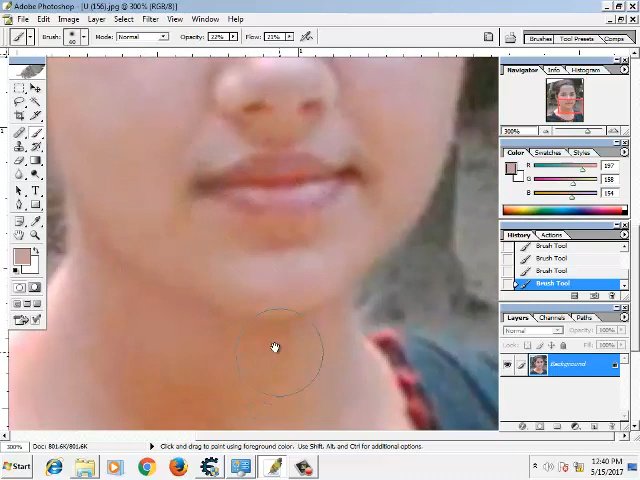 Adobe Photoshop - [U (156).jpg @ 300% (RGB/8)]
File Edit Image Layer Select Filter View Window Help
Brush: 60 Mode: Normal Opacity: 22% Flow: 21% Brushes Tool Presets Comps
Navigator Info Histogram
300%
Color Swatches Styles
R 197
G 158
B 154
History Actions
Brush Tool
Brush Tool
Brush Tool
Brush Tool
Layers Channels Paths
Normal Opacity: 100%
Lock: Fill: 100%
Background
300% Doc: 801.6K/801.6K Click and drag to paint using foreground color. Use Shift, Alt, and Ctrl for additional options.
Start
12:40 PM
5/15/2017